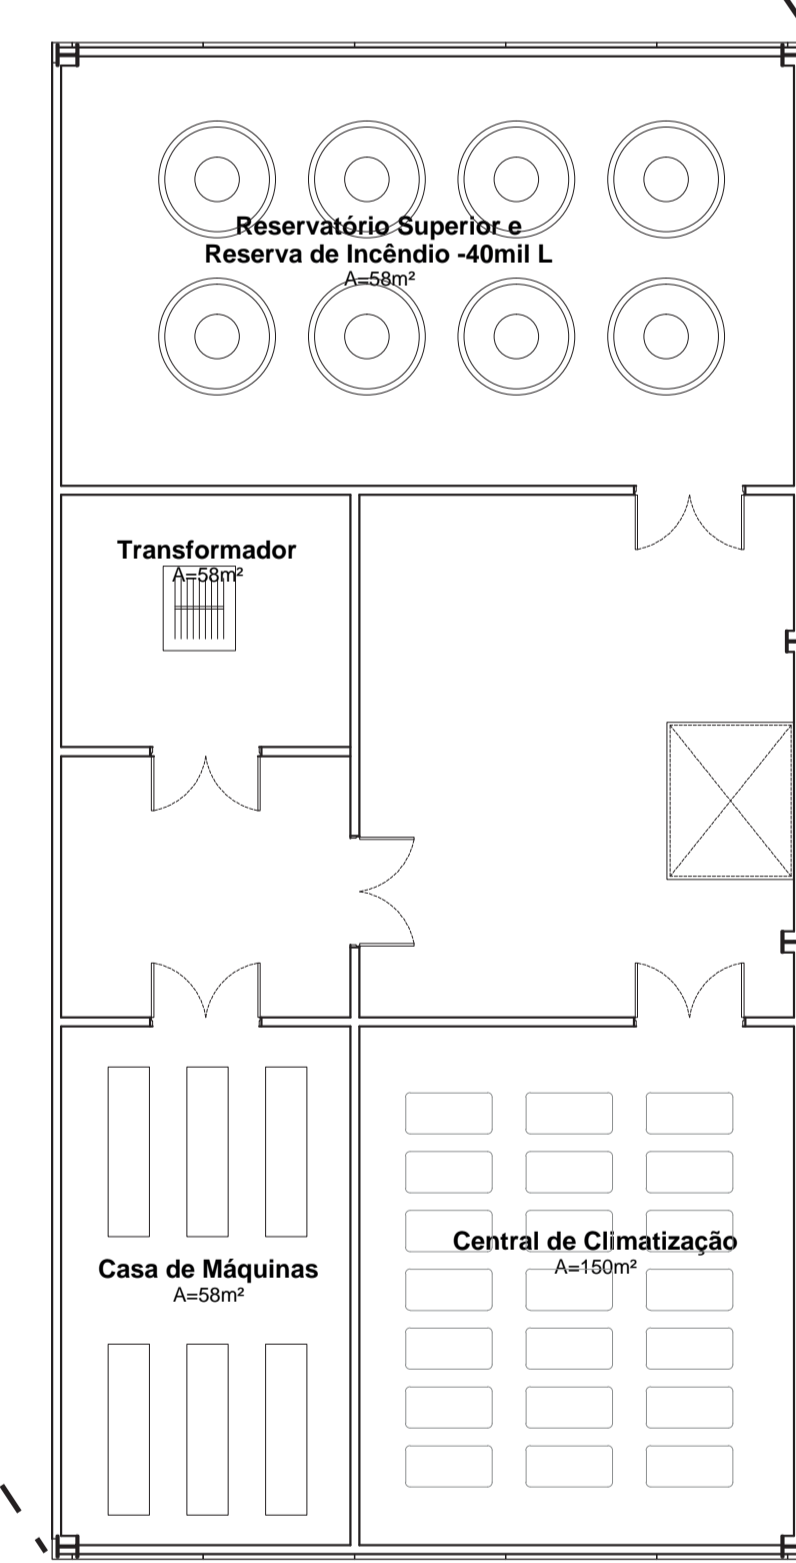 Reservatório Superior e
Reserva de Incêndio -40mil L
A=58m²
Transformador
A=58m²
Casa de Máquinas
A=58m²
Central de Climatização
A=150m²